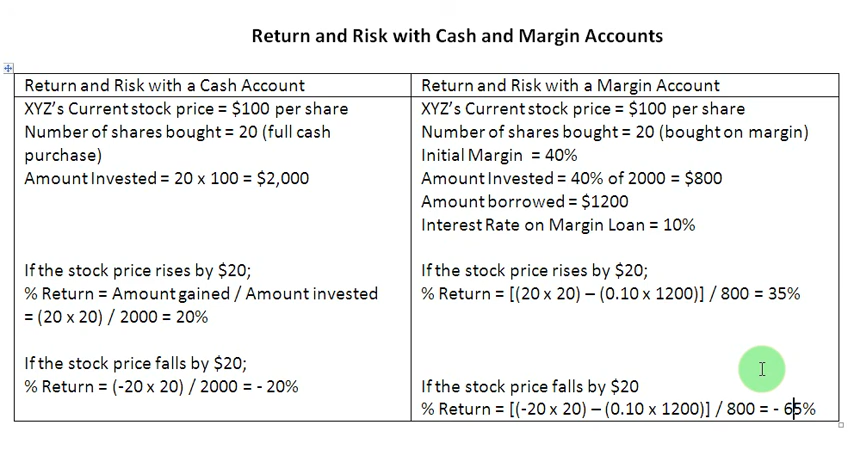 Return and Risk with Cash and Margin Accounts
Return and Risk with a Cash Account
XYZ's Current stock price = $100 per share
Number of shares bought = 20 (full cash
purchase)
Amount Invested = 20 x 100 = $2,000
If the stock price rises by $20;
% Return = Amount gained / Amount invested
= (20 x 20) / 2000 = 20%
If the stock price falls by $20;
% Return = (-20 x 20) / 2000 = - 20%
Return and Risk with a Margin Account
XYZ's Current stock price = $100 per share
Number of shares bought = 20 (bought on margin)
Initial Margin = 40%
Amount Invested = 40% of 2000 = $800
Amount borrowed = $1200
Interest Rate on Margin Loan = 10%
If the stock price rises by $20;
% Return = [(20 x 20) – (0.10 x 1200)] / 800 = 35%
If the stock price falls by $20
% Return = [(-20 x 20) – (0.10 x 1200)] / 800 = - 65%